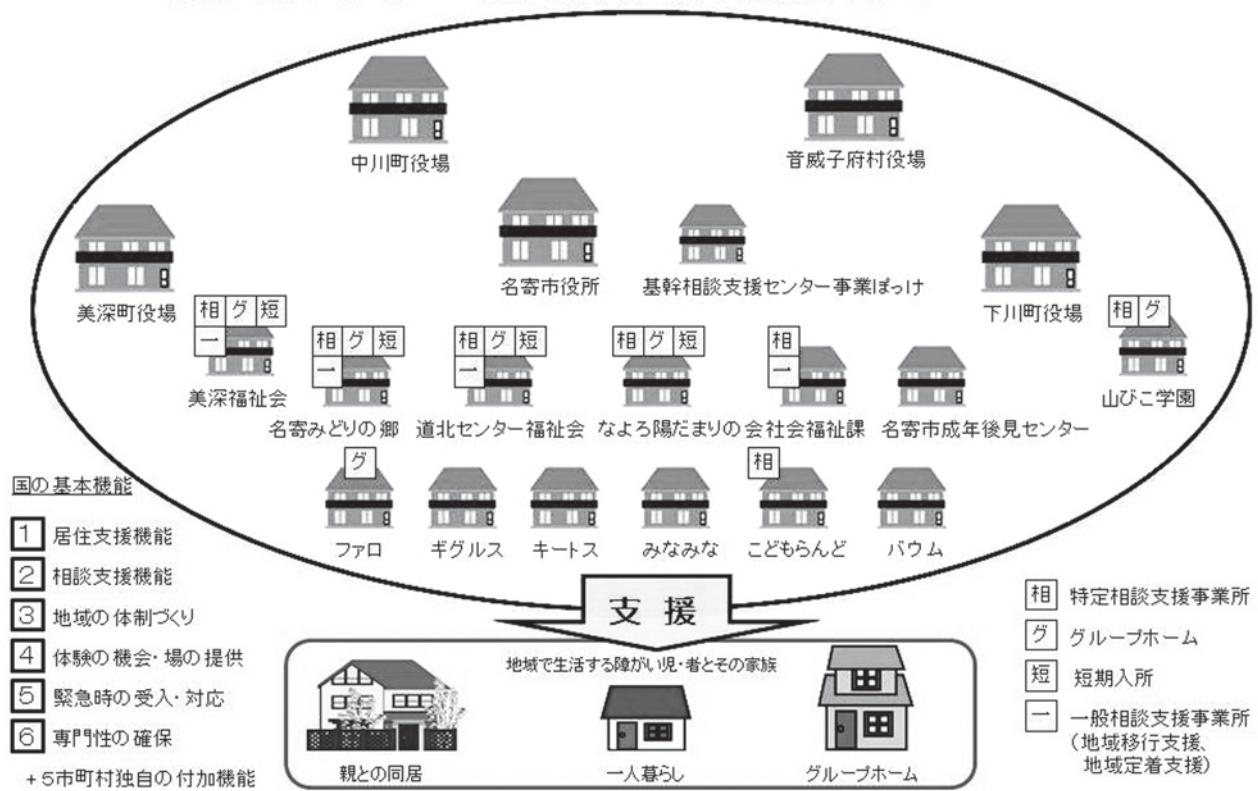 中川町役場
音威子府村役場
美深町役場
名寄市役所
基幹相談支援センター事業ぽっけ
下川町役場
相 グ 短
一
美深福祉会
相 グ 短
一
名寄みどりの郷
相 グ 短
一
道北センター福祉会
相 グ 短
なよろ陽だまりの会
相
一
社会福祉課
名寄市成年後見センター
相 グ
山びこ学園
グ
ファロ
ギグルス
キートス
みなみな
相
こどもらんど
バウム
国の基本機能
1 居住支援機能
2 相談支援機能
3 地域の体制づくり
4 体験の機会・場の提供
5 緊急時の受入・対応
6 専門性の確保
+5市町村独自の付加機能
支援
地域で生活する障がい児・者とその家族
親との同居
一人暮らし
グループホーム
相 特定相談支援事業所
グ グループホーム
短 短期入所
一 一般相談支援事業所
(地域移行支援、
地域定着支援)